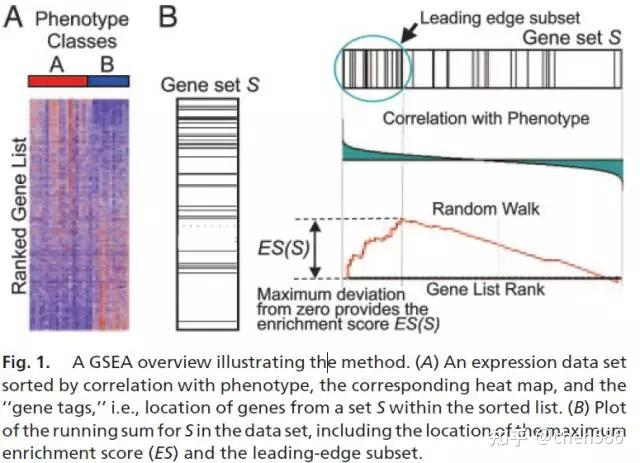 A
Phenotype
Classes
A B
Ranked Gene List
Gene set S
B
Leading edge subset
Gene set S
Correlation with Phenotype
Random Walk
ES(S)
Maximum deviation
from zero provides the
enrichment score ES(S)
Gene List Rank
Fig. 1. A GSEA overview illustrating the method. (A) An expression data set
sorted by correlation with phenotype, the corresponding heat map, and the
"gene tags," i.e., location of genes from a set S within the sorted list. (B) Plot
of the running sum for S in the data set, including the location of the maximum
enrichment score (ES) and the leading-edge subset.